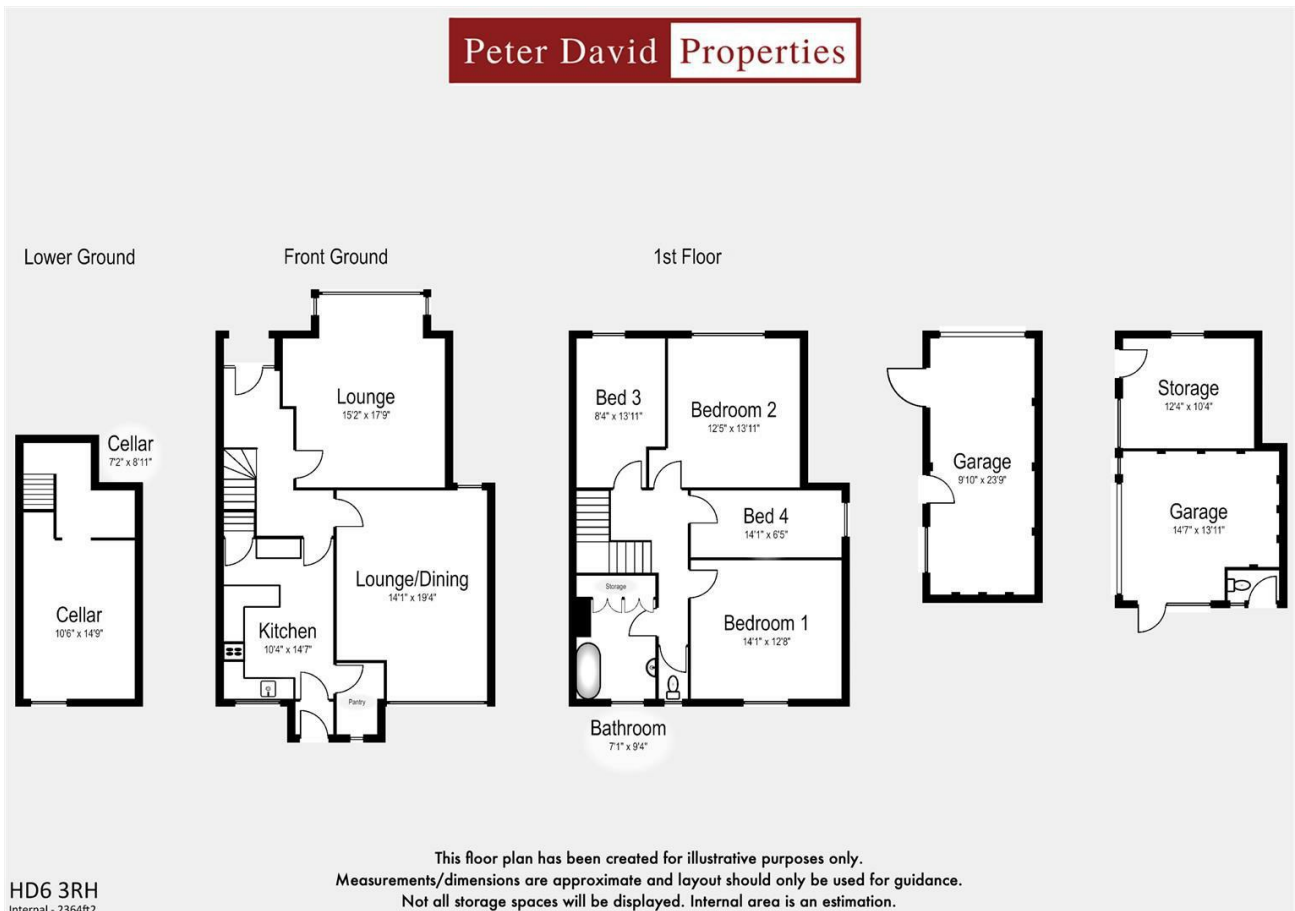 Peter David Properties
Lower Ground
Front Ground
1st Floor
Cellar
7'2" x 8'11"
Cellar
10'6" x 14'9"
Lounge
15'2" x 17'9"
Lounge/Dining
14'1" x 19'4"
Kitchen
10'4" x 14'7"
Pantry
Bed 3
8'4" x 13'11"
Bedroom 2
12'5" x 13'11"
Bed 4
14'1" x 6'5"
Storage
Bedroom 1
14'1" x 12'8"
Bathroom
7'1" x 9'4"
Garage
9'10" x 23'9"
Storage
12'4" x 10'4"
Garage
14'7" x 13'11"
This floor plan has been created for illustrative purposes only.
Measurements/dimensions are approximate and layout should only be used for guidance.
Not all storage spaces will be displayed. Internal area is an estimation.
HD6 3RH
Internal - 2364ft2